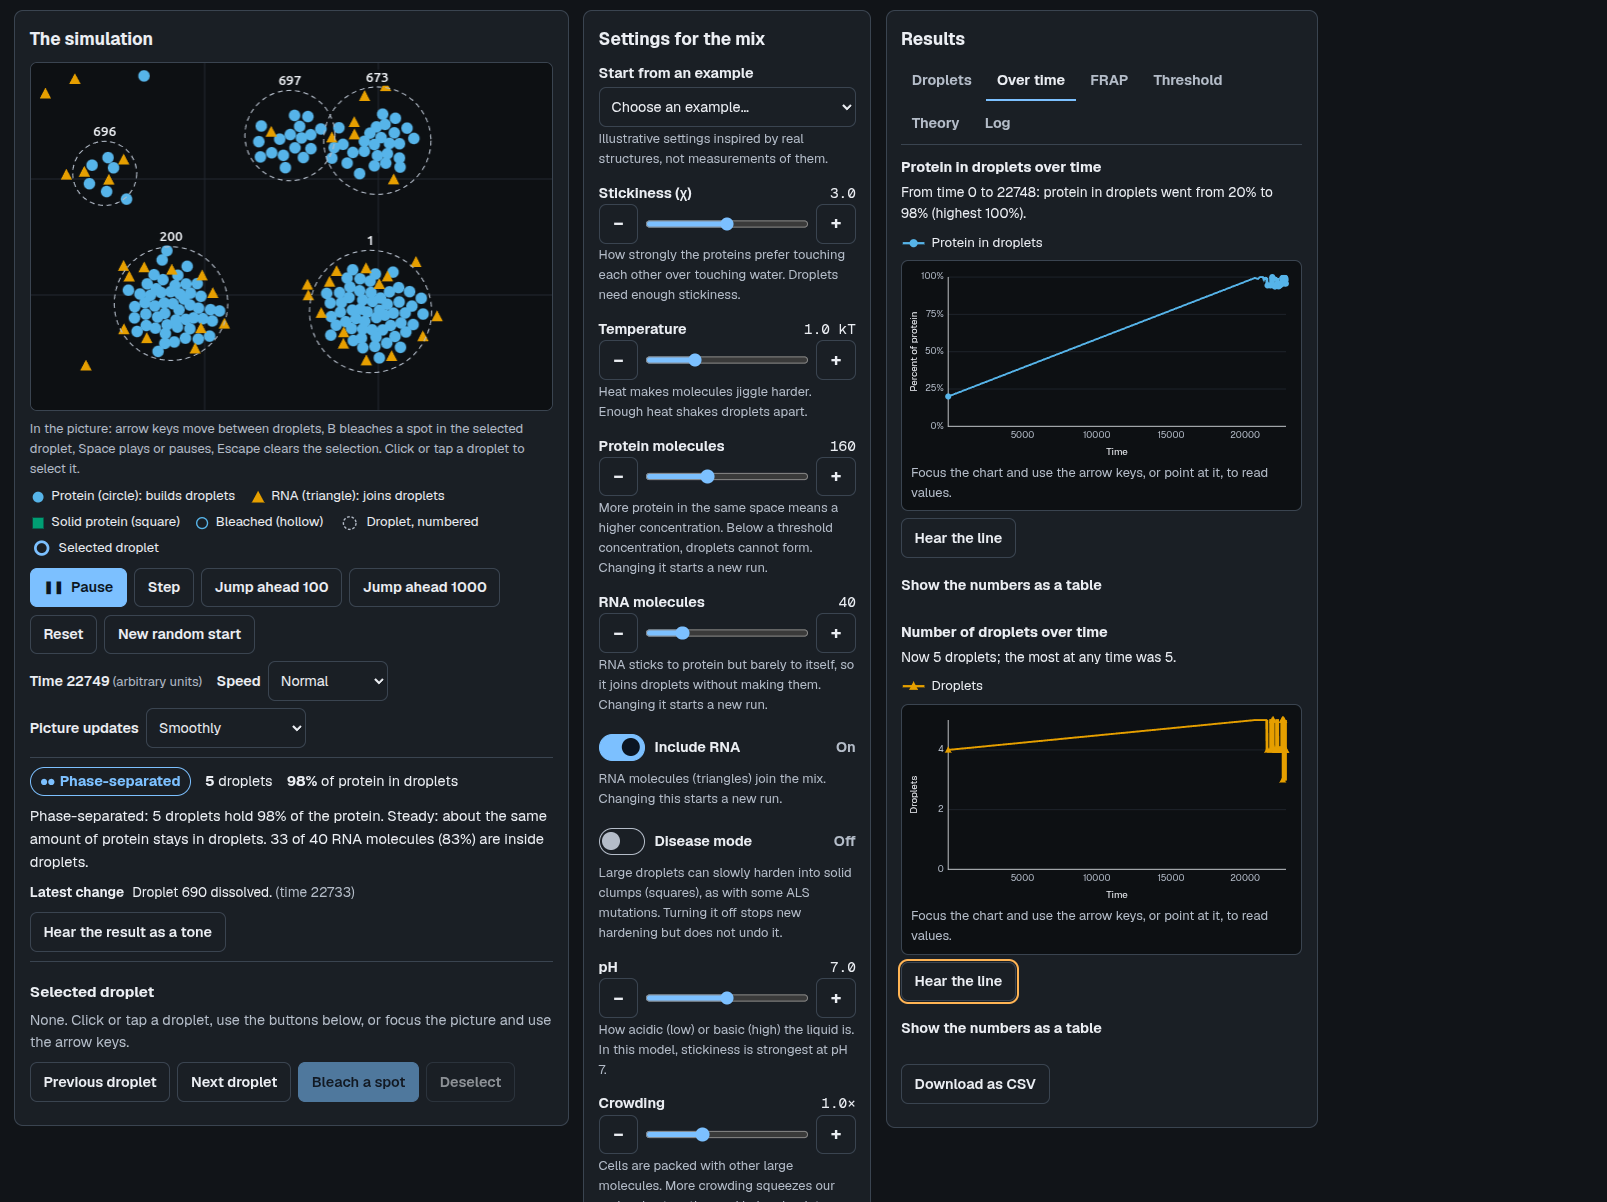 The simulation
697
673
696
200
1
In the picture: arrow keys move between droplets, B bleaches a spot in the selected
droplet, Space plays or pauses, Escape clears the selection. Click or tap a droplet to
select it.
Protein (circle): builds droplets
RNA (triangle): joins droplets
Solid protein (square)
Bleached (hollow)
Droplet, numbered
Selected droplet
Pause
Step
Jump ahead 100
Jump ahead 1000
Reset
New random start
Time 22749 (arbitrary units)
Speed
Normal
Picture updates
Smoothly
Phase-separated
5 droplets
98% of protein in droplets
Phase-separated: 5 droplets hold 98% of the protein. Steady: about the same
amount of protein stays in droplets. 33 of 40 RNA molecules (83%) are inside
droplets.
Latest change Droplet 690 dissolved. (time 22733)
Hear the result as a tone
Selected droplet
None. Click or tap a droplet, use the buttons below, or focus the picture and use
the arrow keys.
Previous droplet
Next droplet
Bleach a spot
Deselect
Settings for the mix
Start from an example
Choose an example...
Illustrative settings inspired by real
structures, not measurements of them.
Stickiness (χ)
3.0
−
+
How strongly the proteins prefer touching
each other over touching water. Droplets
need enough stickiness.
Temperature
1.0 kT
−
+
Heat makes molecules jiggle harder.
Enough heat shakes droplets apart.
Protein molecules
160
−
+
More protein in the same space means a
higher concentration. Below a threshold
concentration, droplets cannot form.
Changing it starts a new run.
RNA molecules
40
−
+
RNA sticks to protein but barely to itself, so
it joins droplets without making them.
Changing it starts a new run.
Include RNA
On
RNA molecules (triangles) join the mix.
Changing this starts a new run.
Disease mode
Off
Large droplets can slowly harden into solid
clumps (squares), as with some ALS
mutations. Turning it off stops new
hardening but does not undo it.
pH
7.0
−
+
How acidic (low) or basic (high) the liquid is.
In this model, stickiness is strongest at pH
7.
Crowding
1.0×
−
+
Cells are packed with other large
molecules. More crowding squeezes our
Results
Droplets
Over time
FRAP
Threshold
Theory
Log
Protein in droplets over time
From time 0 to 22748: protein in droplets went from 20% to
98% (highest 100%).
Protein in droplets
100%
75%
50%
25%
0%
Percent of protein
5000
10000
15000
20000
Time
Focus the chart and use the arrow keys, or point at it, to read
values.
Hear the line
Show the numbers as a table
Number of droplets over time
Now 5 droplets; the most at any time was 5.
Droplets
4
2
0
Droplets
5000
10000
15000
20000
Time
Focus the chart and use the arrow keys, or point at it, to read
values.
Hear the line
Show the numbers as a table
Download as CSV